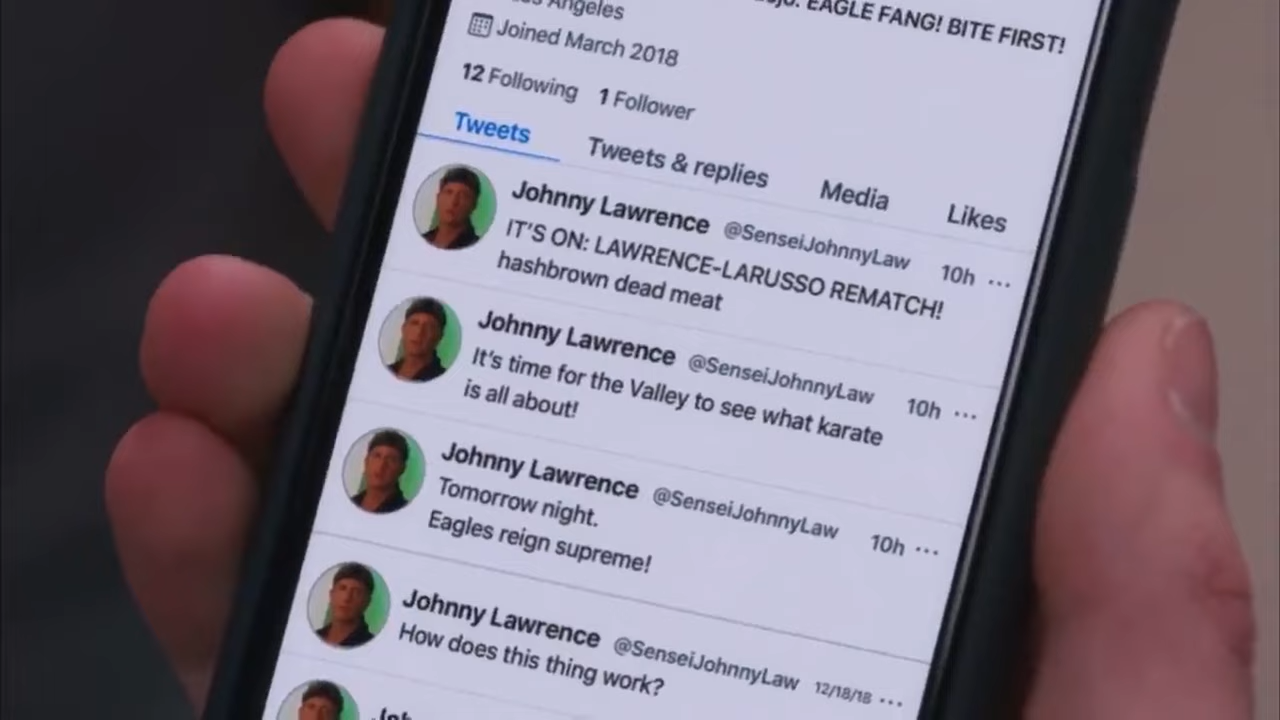 EAGLE FANG! BITE FIRST!
Angeles
Joined March 2018
12 Following 1 Follower
Tweets Tweets & replies Media Likes
Johnny Lawrence @SenseiJohnnyLaw 10h ...
IT'S ON: LAWRENCE-LARUSSO REMATCH!
hashbrown dead meat
Johnny Lawrence @SenseiJohnnyLaw 10h ...
It's time for the Valley to see what karate
is all about!
Johnny Lawrence @SenseiJohnnyLaw 10h ...
Tomorrow night.
Eagles reign supreme!
Johnny Lawrence @SenseiJohnnyLaw 12/18/18 ...
How does this thing work?